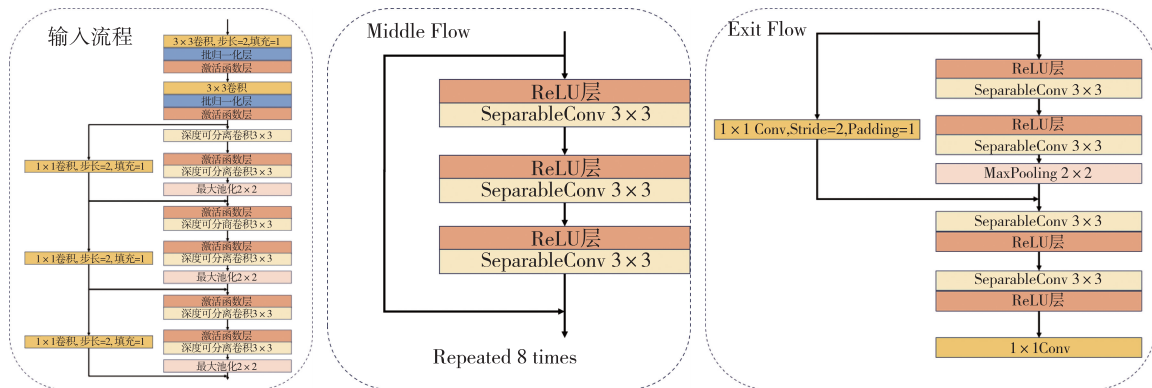 输入流程
3×3卷积, 步长=2,填充=1
批归一化层
激活函数层
3×3卷积
批归一化层
激活函数层
深度可分离卷积3×3
1×1卷积, 步长=2, 填充=1
激活函数层
深度可分离卷积3×3
最大池化2×2
激活函数层
深度可分离卷积3×3
1×1卷积, 步长=2, 填充=1
激活函数层
深度可分离卷积3×3
最大池化2×2
激活函数层
深度可分离卷积3×3
1×1卷积, 步长=2, 填充=1
激活函数层
深度可分离卷积3×3
最大池化2×2
Middle Flow
ReLU层
SeparableConv 3×3
ReLU层
SeparableConv 3×3
ReLU层
SeparableConv 3×3
Repeated 8 times
Exit Flow
ReLU层
SeparableConv 3×3
1×1 Conv,Stride=2,Padding=1
ReLU层
SeparableConv 3×3
MaxPooling 2×2
SeparableConv 3×3
ReLU层
SeparableConv 3×3
ReLU层
1×1Conv